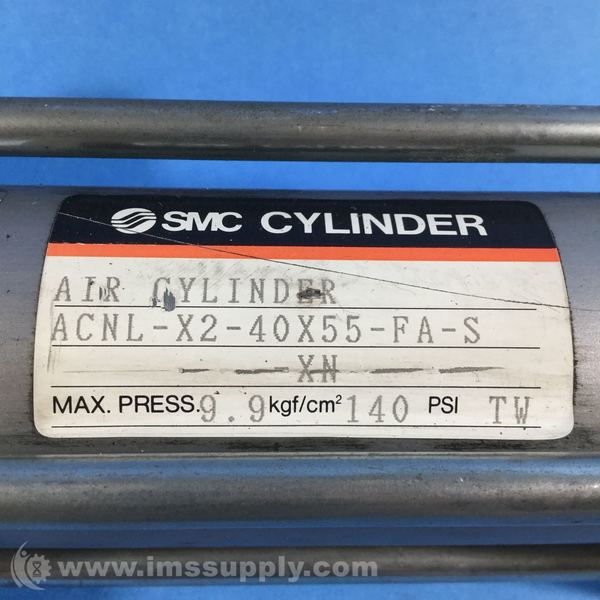 SMC CYLINDER
AIR CYLINDER
ACNL-X2-40X55-FA-S
XN
MAX. PRESS. 9.9 kgf/cm² 140 PSI TW
www.imssupply.com